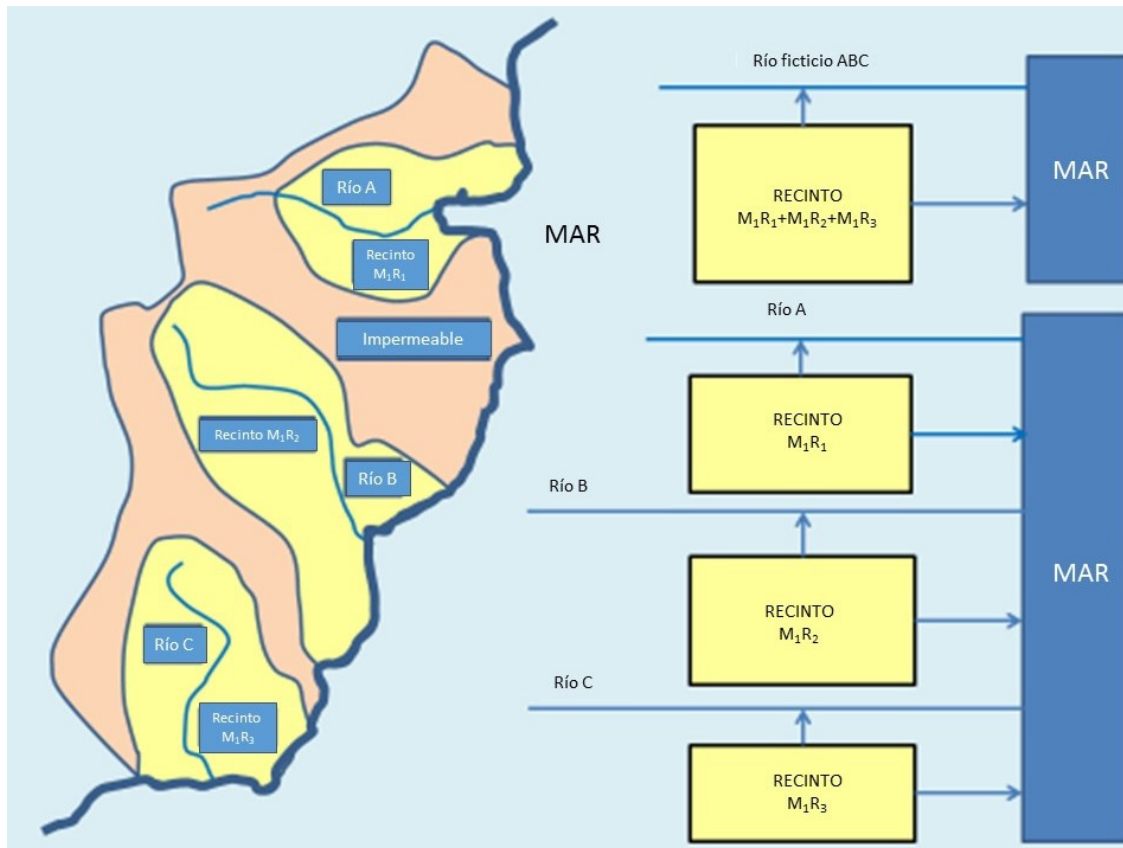 Río A
Recinto
M₁R₁
Impermeable
Recinto M₁R₂
Río B
Río C
Recinto
M₁R₃
MAR
Río ficticio ABC
RECINTO
M₁R₁+M₁R₂+M₁R₃
MAR
Río A
RECINTO
M₁R₁
Río B
RECINTO
M₁R₂
MAR
Río C
RECINTO
M₁R₃